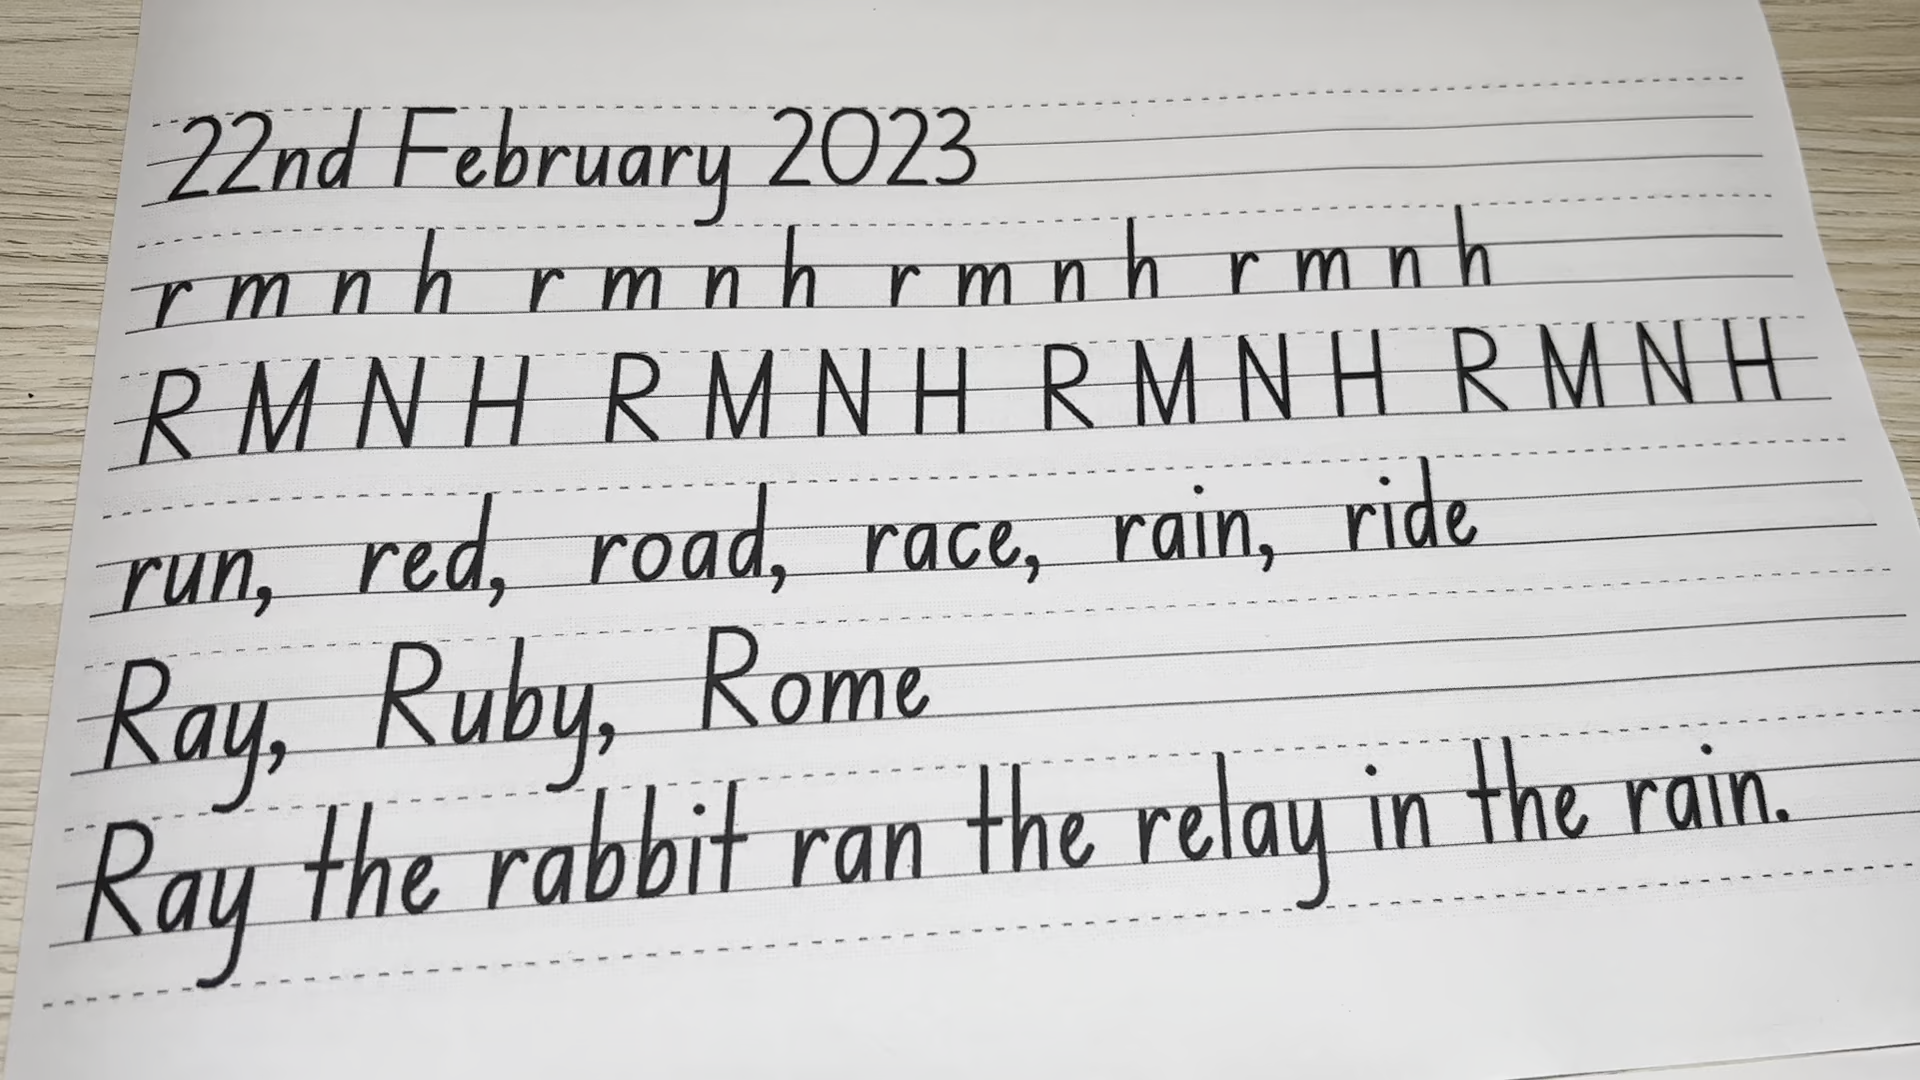 22nd February 2023
r m n h r m n h r m n h r m n h
R M N H R M N H R M N H R M N H
run, red, road, race, rain, ride
Ray, Ruby, Rome
Ray the rabbit ran the relay in the rain.